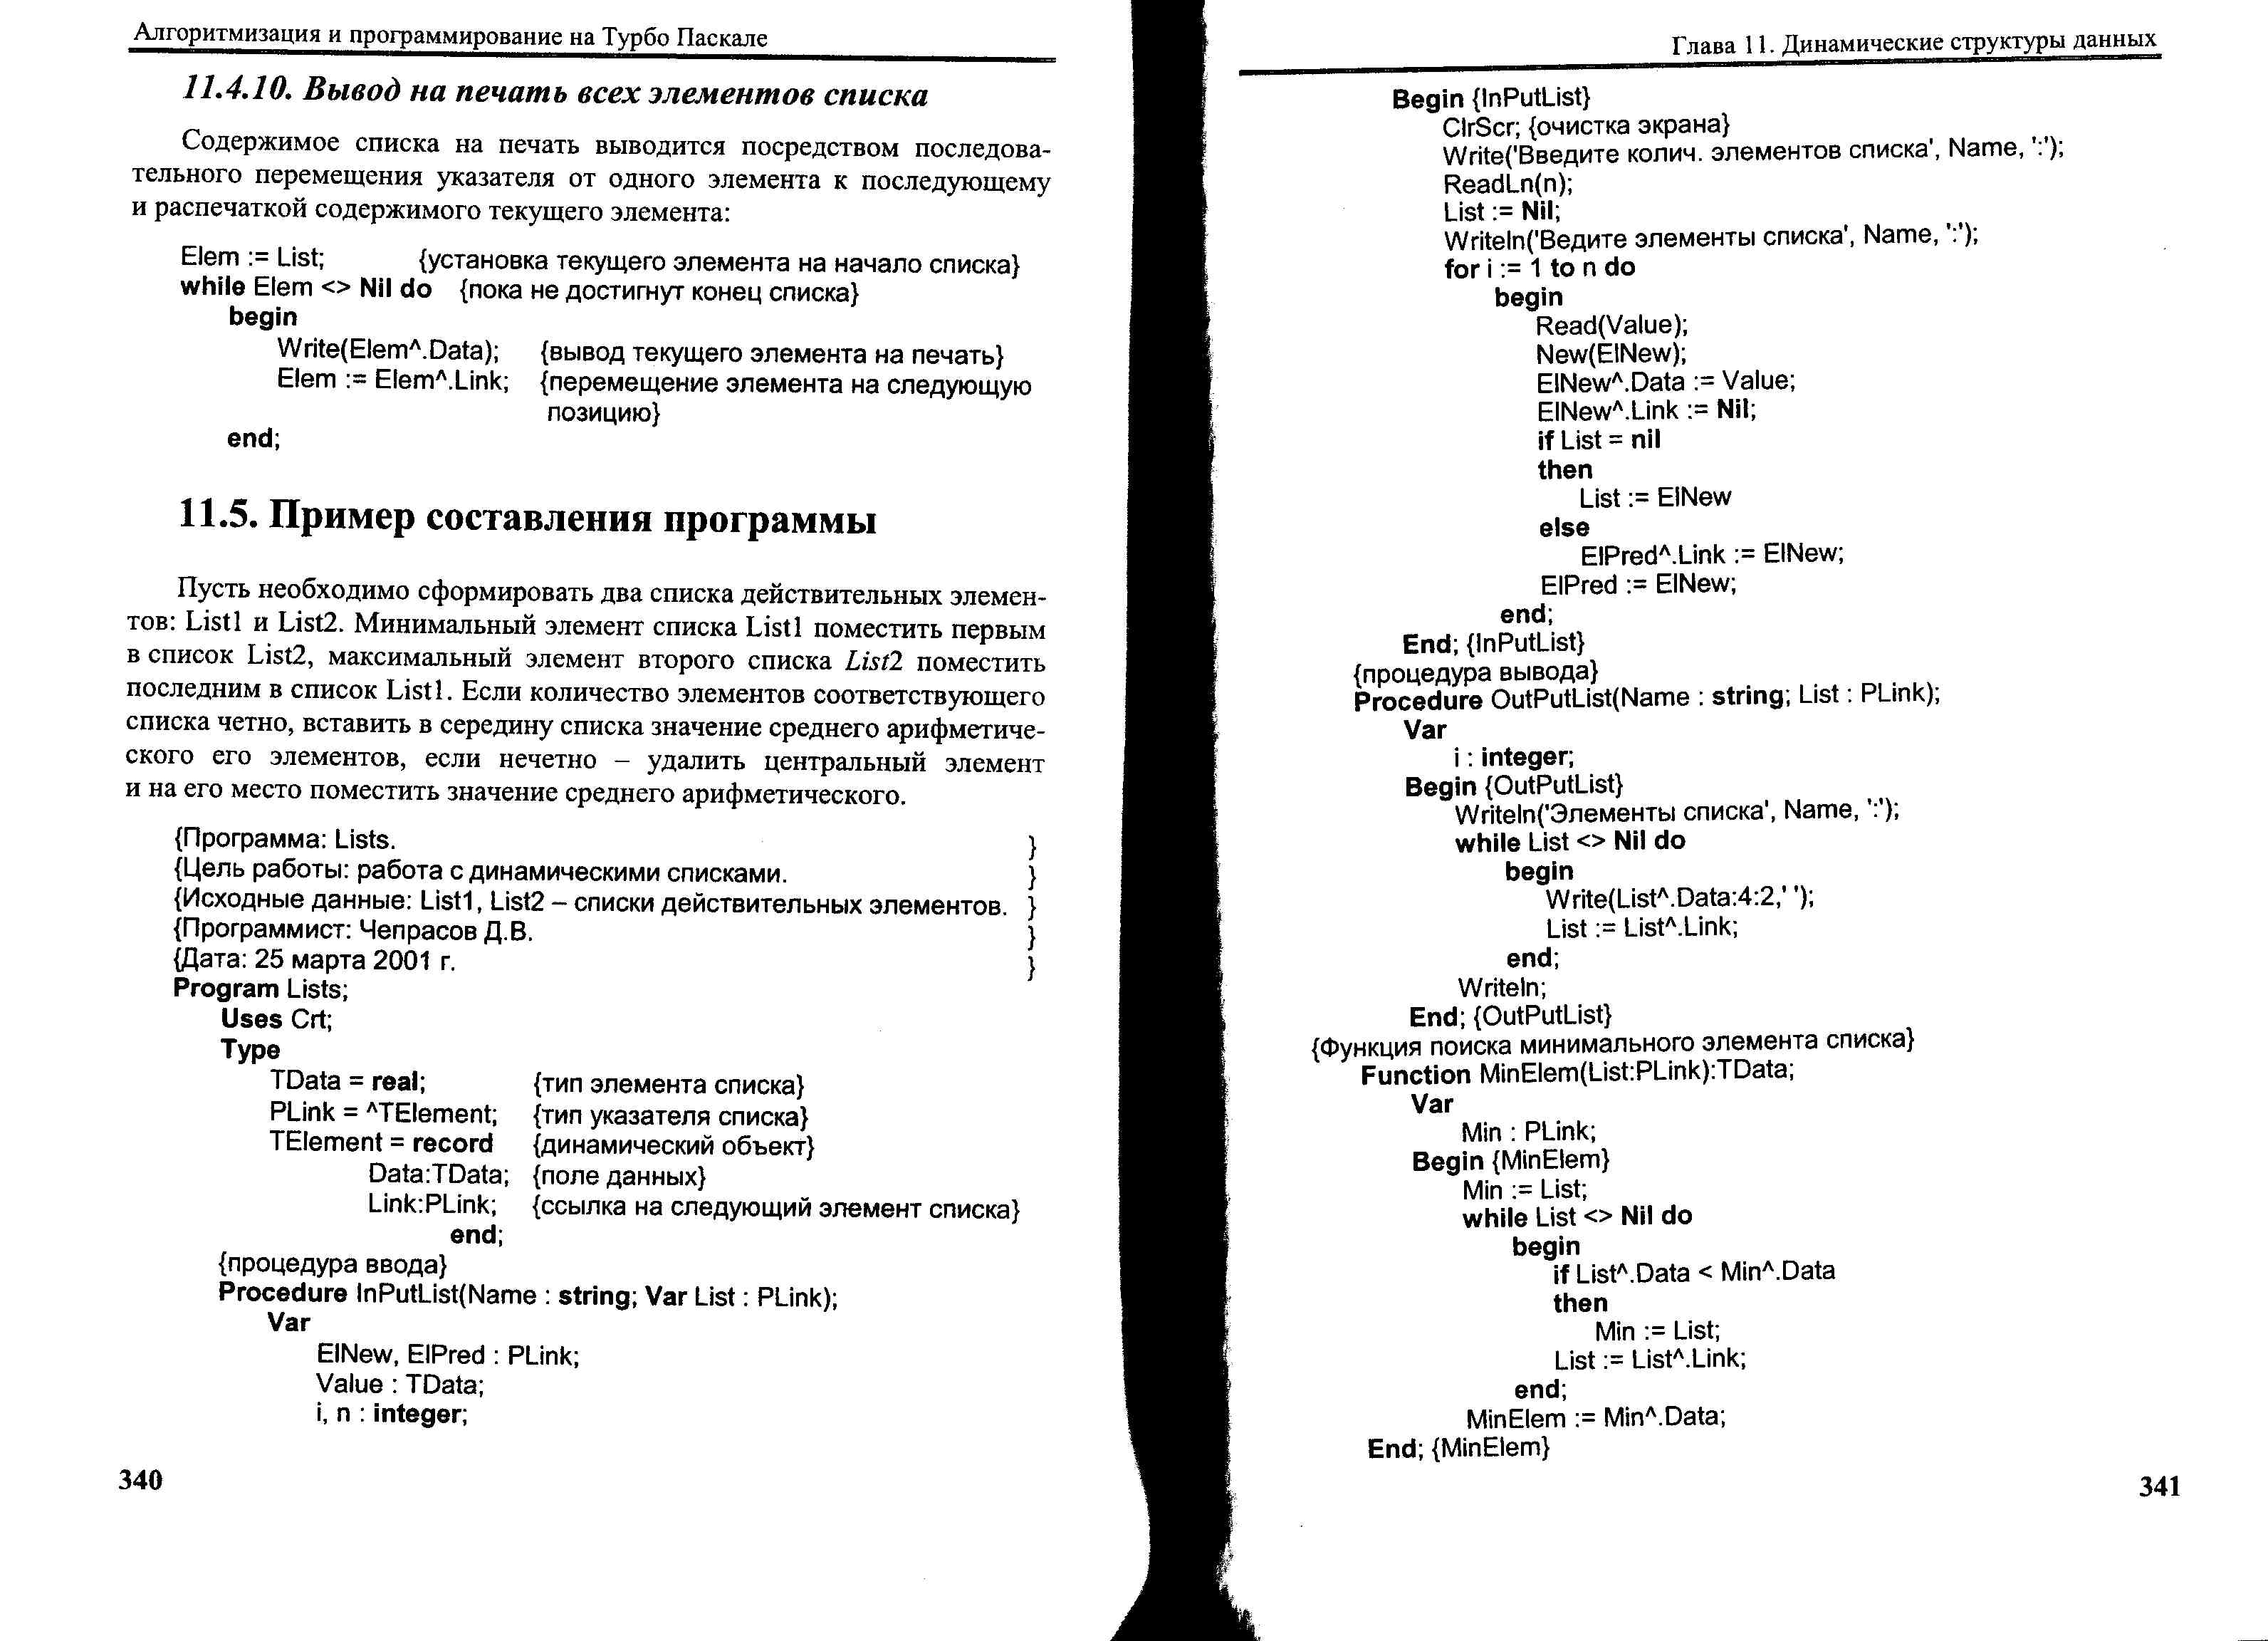 Алгоритмизация и программирование на Турбо Паскале
11.4.10. Вывод на печать всех элементов списка
Содержимое списка на печать выводится посредством последова-
тельного перемещения указателя от одного элемента к последующему
и распечаткой содержимого текущего элемента:
Elem := List; {установка текущего элемента на начало списка}
while Elem <> Nil do {пока не достигнут конец списка}
begin
Write(Elem^.Data); {вывод текущего элемента на печать}
Elem := Elem^.Link; {перемещение элемента на следующую
позицию}
end;
11.5. Пример составления программы
Пусть необходимо сформировать два списка действительных элемен-
тов: List1 и List2. Минимальный элемент списка List1 поместить первым
в список List2, максимальный элемент второго списка List2 поместить
последним в список List1. Если количество элементов соответствующего
списка четно, вставить в середину списка значение среднего арифметиче-
ского его элементов, если нечетно – удалить центральный элемент
и на его место поместить значение среднего арифметического.
{Программа: Lists. }
{Цель работы: работа с динамическими списками. }
{Исходные данные: List1, List2 – списки действительных элементов. }
{Программист: Чепрасов Д.В. }
{Дата: 25 марта 2001 г. }
Program Lists;
Uses Crt;
Type
TData = real; {тип элемента списка}
PLink = ^TElement; {тип указателя списка}
TElement = record {динамический объект}
Data:TData; {поле данных}
Link:PLink; {ссылка на следующий элемент списка}
end;
{процедура ввода}
Procedure InPutList(Name : string; Var List : PLink);
Var
ElNew, ElPred : PLink;
Value : TData;
i, n : integer;
340
Глава 11. Динамические структуры данных
Begin {InPutList}
ClrScr; {очистка экрана}
Write('Введите колич. элементов списка', Name, ':');
ReadLn(n);
List := Nil;
Writeln('Ведите элементы списка', Name, ':');
for i := 1 to n do
begin
Read(Value);
New(ElNew);
ElNew^.Data := Value;
ElNew^.Link := Nil;
if List = nil
then
List := ElNew
else
ElPred^.Link := ElNew;
ElPred := ElNew;
end;
End; {InPutList}
{процедура вывода}
Procedure OutPutList(Name : string; List : PLink);
Var
i : integer;
Begin {OutPutList}
Writeln('Элементы списка', Name, ':');
while List <> Nil do
begin
Write(List^.Data:4:2,' ');
List := List^.Link;
end;
Writeln;
End; {OutPutList}
{Функция поиска минимального элемента списка}
Function MinElem(List:PLink):TData;
Var
Min : PLink;
Begin {MinElem}
Min := List;
while List <> Nil do
begin
if List^.Data < Min^.Data
then
Min := List;
List := List^.Link;
end;
MinElem := Min^.Data;
End; {MinElem}
341